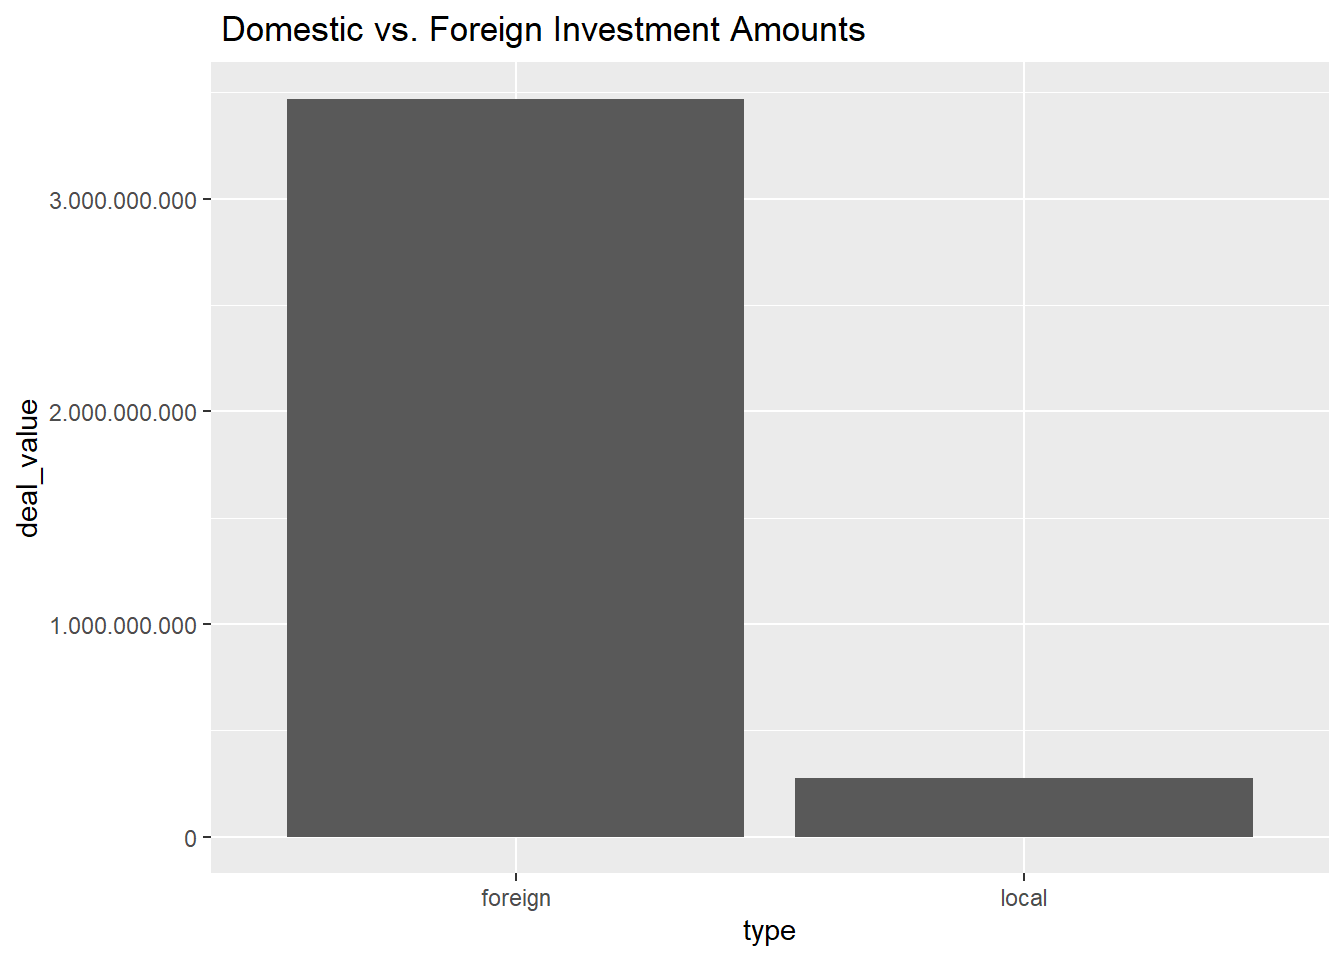 Domestic vs. Foreign Investment Amounts
deal_value
3.000.000.000
2.000.000.000
1.000.000.000
0
foreign
local
type